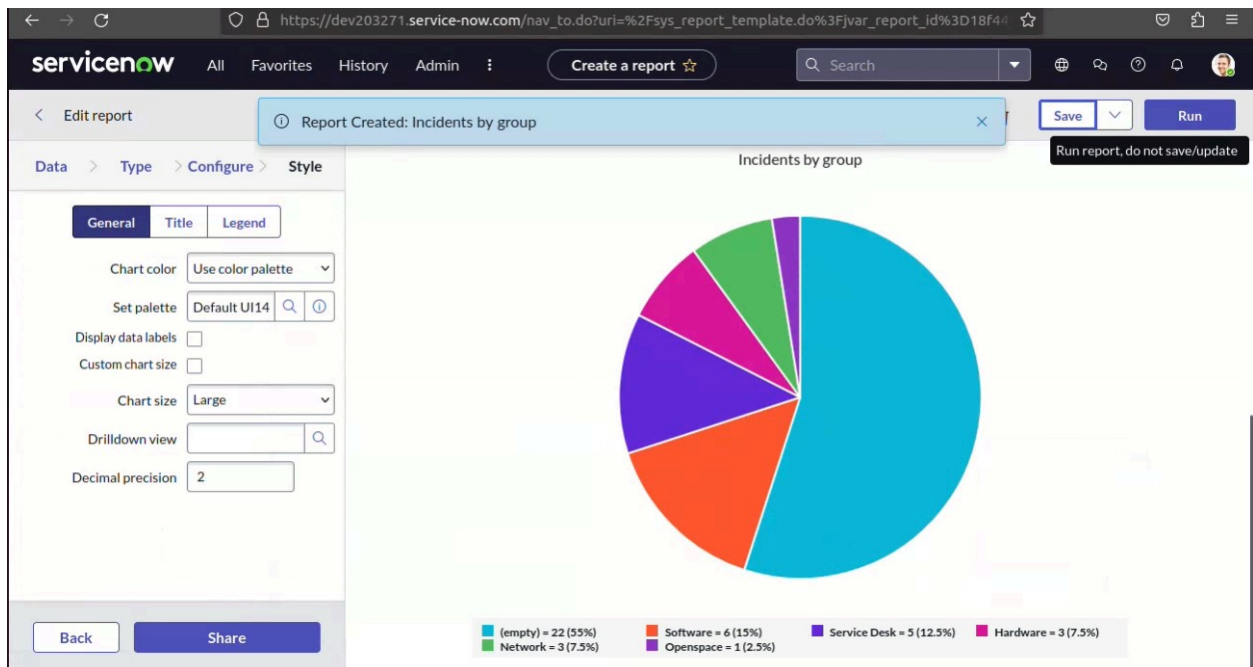 https://dev203271.service-now.com/nav_to.do?uri=%2Fsys_report_template.do%3Fjvar_report_id%3D18f44
servicenow All Favorites History Admin Create a report Search
Edit report
Report Created: Incidents by group
Save Run
Run report, do not save/update
Data > Type > Configure > Style
General Title Legend
Chart color Use color palette
Set palette Default UI14
Display data labels
Custom chart size
Chart size Large
Drilldown view
Decimal precision 2
Back Share
Incidents by group
(empty) = 22 (55%) Software = 6 (15%) Service Desk = 5 (12.5%) Hardware = 3 (7.5%)
Network = 3 (7.5%) Openspace = 1 (2.5%)